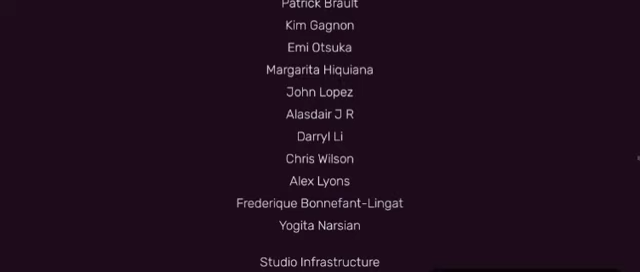 Patrick Brault
Kim Gagnon
Emi Otsuka
Margarita Hiquiana
John Lopez
Alasdair J R
Darryl Li
Chris Wilson
Alex Lyons
Frederique Bonnefant-Lingat
Yogita Narsian
Studio Infrastructure